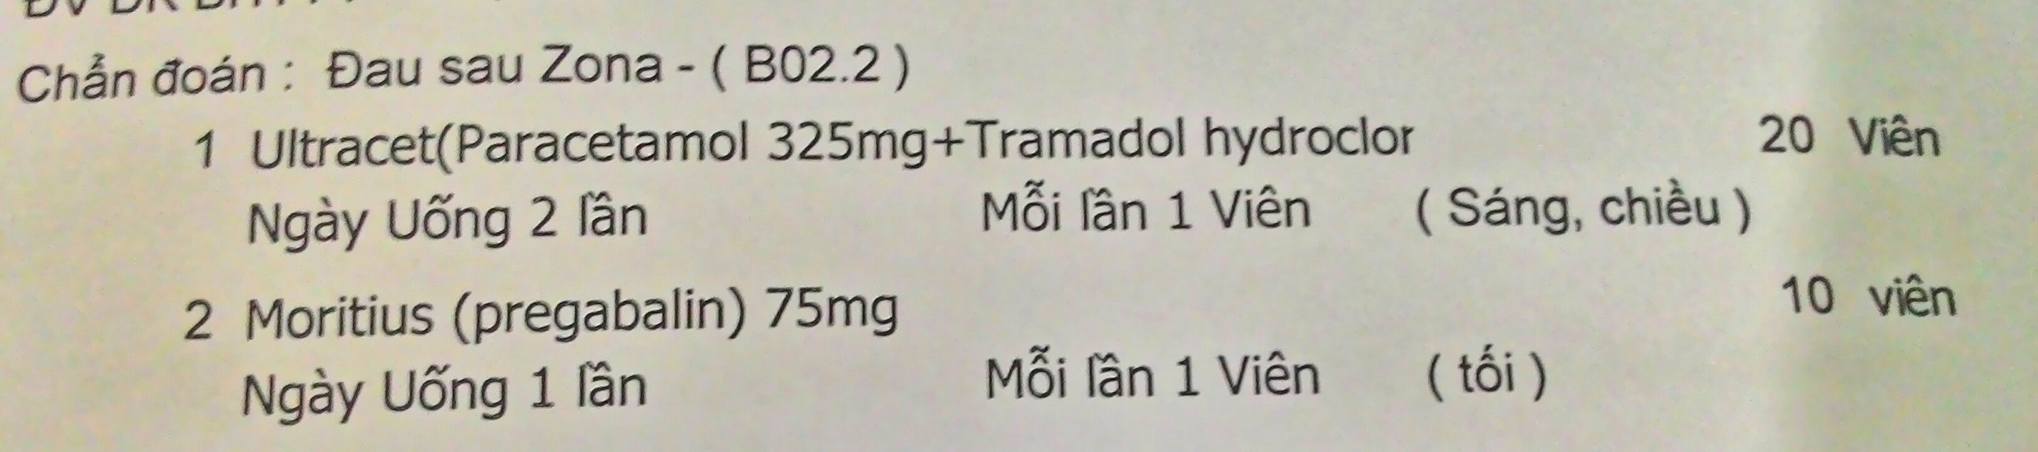 Chẩn đoán : Đau sau Zona - ( B02.2 )
1 Ultracet(Paracetamol 325mg+Tramadol hydroclor 20 Viên
Ngày Uống 2 lần Mỗi lần 1 Viên ( Sáng, chiều )
2 Moritius (pregabalin) 75mg 10 viên
Ngày Uống 1 lần Mỗi lần 1 Viên ( tối )